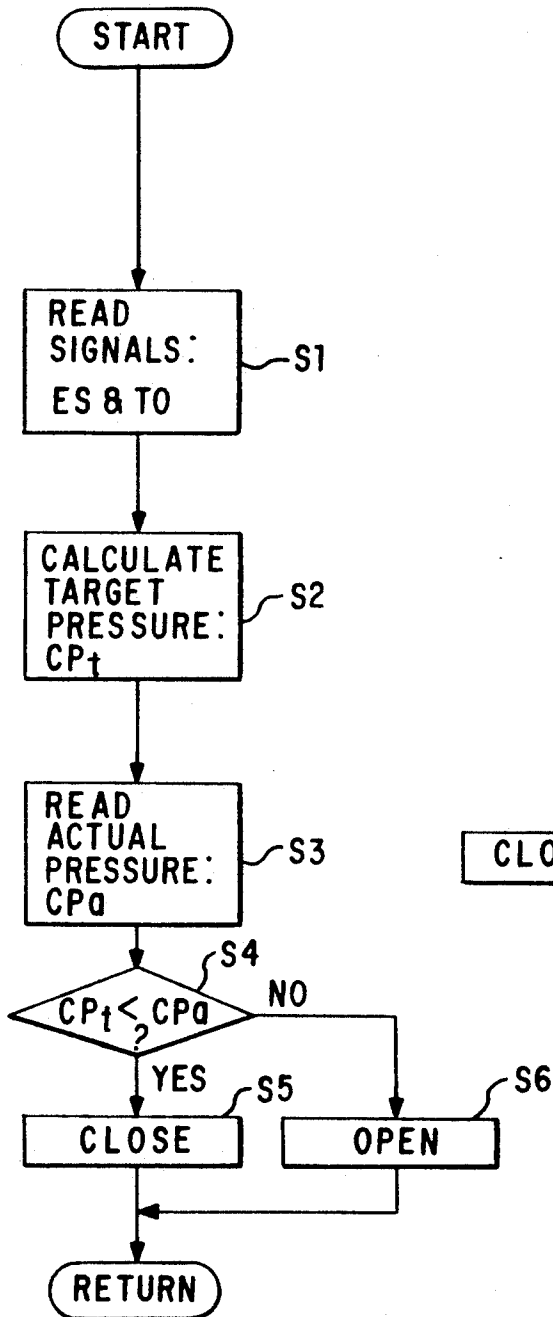 START
READ
SIGNALS:
ES & TO
S1
CALCULATE
TARGET
PRESSURE:
CPt
S2
READ
ACTUAL
PRESSURE:
CPa
S3
CLO
S4
CPt < CPa
?
NO
YES
S5
S6
CLOSE
OPEN
RETURN